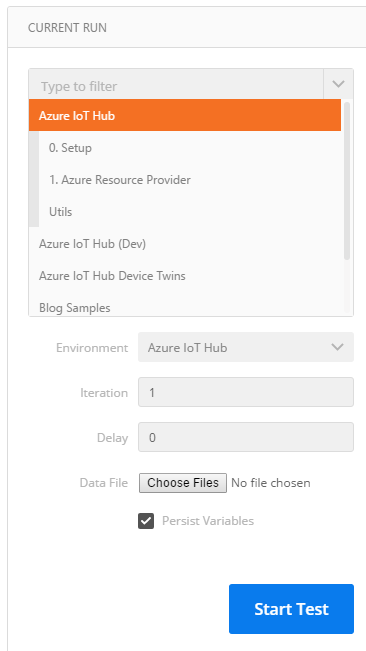 CURRENT RUN
Type to filter
Azure IoT Hub
0. Setup
1. Azure Resource Provider
Utils
Azure IoT Hub (Dev)
Azure IoT Hub Device Twins
Blog Samples
Environment Azure IoT Hub
Iteration 1
Delay 0
Data File Choose Files No file chosen
Persist Variables
Start Test